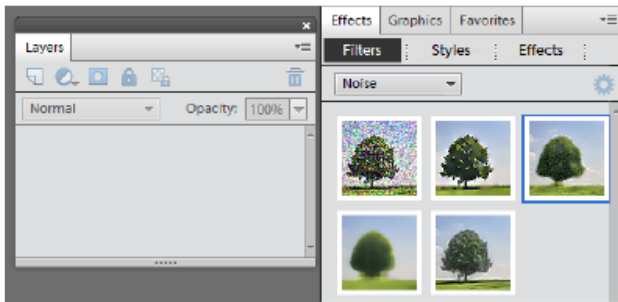 Layers
Normal Opacity: 100%
Effects Graphics Favorites
Filters Styles Effects
Noise